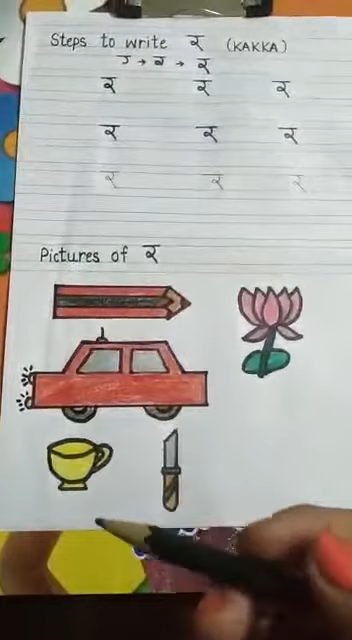 Steps to write ਕ (KAKKA)
→ → ਕ
ਕ ਕ ਕ
ਕ ਕ ਕ
ਕ ਕ ਕ
Pictures of ਕ